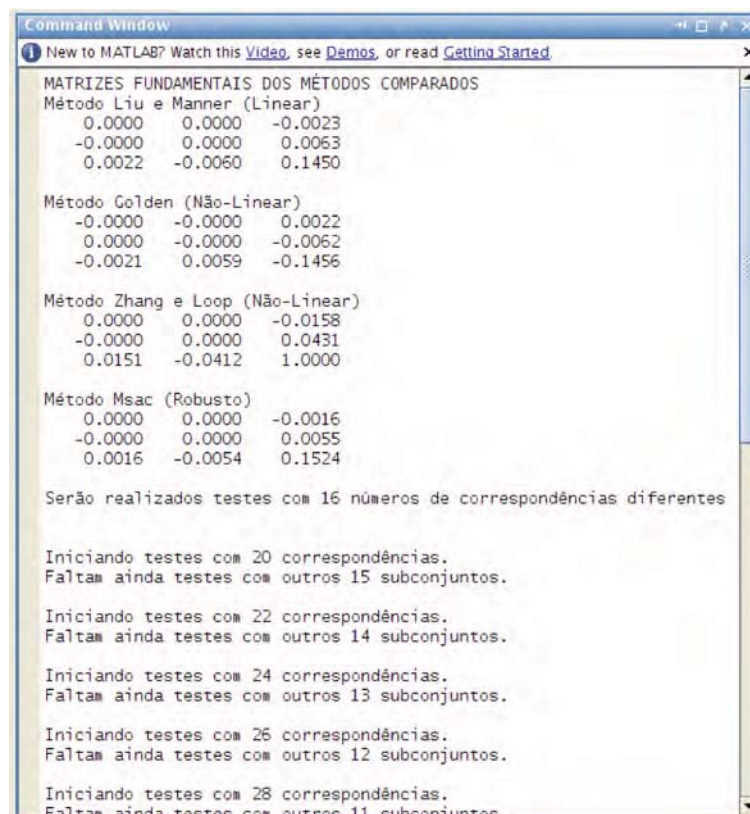 Command Window
New to MATLAB? Watch this Video, see Demos, or read Getting Started.
MATRIZES FUNDAMENTAIS DOS MÉTODOS COMPARADOS
Método Liu e Manner (Linear)
0.0000 0.0000 -0.0023
-0.0000 0.0000 0.0063
0.0022 -0.0060 0.1450
Método Golden (Não-Linear)
-0.0000 -0.0000 0.0022
0.0000 -0.0000 -0.0062
-0.0021 0.0059 -0.1456
Método Zhang e Loop (Não-Linear)
0.0000 0.0000 -0.0158
-0.0000 0.0000 0.0431
0.0151 -0.0412 1.0000
Método Msac (Robusto)
0.0000 0.0000 -0.0016
-0.0000 0.0000 0.0055
0.0016 -0.0054 0.1524
Serão realizados testes com 16 números de correspondências diferentes
Iniciando testes com 20 correspondências.
Faltam ainda testes com outros 15 subconjuntos.
Iniciando testes com 22 correspondências.
Faltam ainda testes com outros 14 subconjuntos.
Iniciando testes com 24 correspondências.
Faltam ainda testes com outros 13 subconjuntos.
Iniciando testes com 26 correspondências.
Faltam ainda testes com outros 12 subconjuntos.
Iniciando testes com 28 correspondências.
Faltam ainda testes com outros 11 subconjuntos